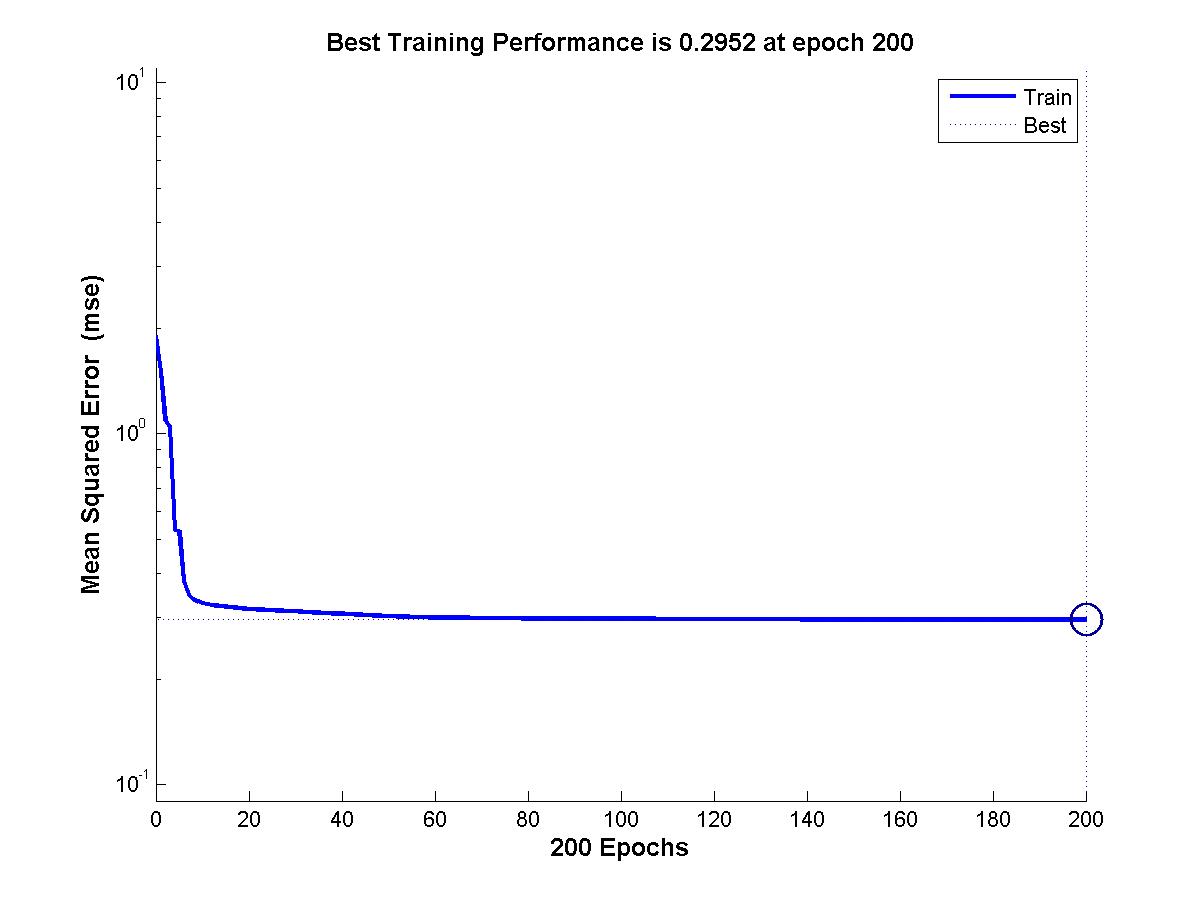 Best Training Performance is 0.2952 at epoch 200
10^1
Train
Best
Mean Squared Error (mse)
10^0
10^-1
0 20 40 60 80 100 120 140 160 180 200
200 Epochs